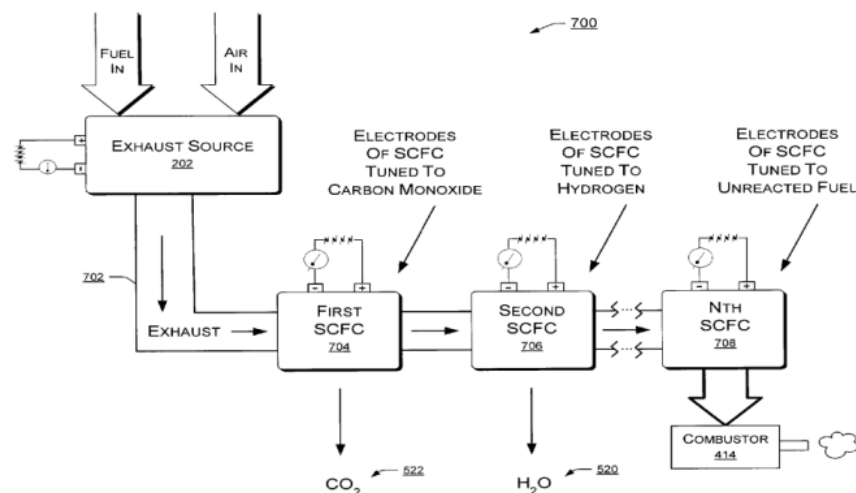 700
FUEL
IN
AIR
IN
EXHAUST SOURCE
202
+
-
ELECTRODES
OF SCFC
TUNED TO
CARBON MONOXIDE
ELECTRODES
OF SCFC
TUNED TO
HYDROGEN
ELECTRODES
OF SCFC
TUNED TO
UNREACTED FUEL
702
EXHAUST
- +
FIRST
SCFC
704
- +
SECOND
SCFC
706
- +
NTH
SCFC
708
CO2 522
H2O 520
COMBUSTOR
414